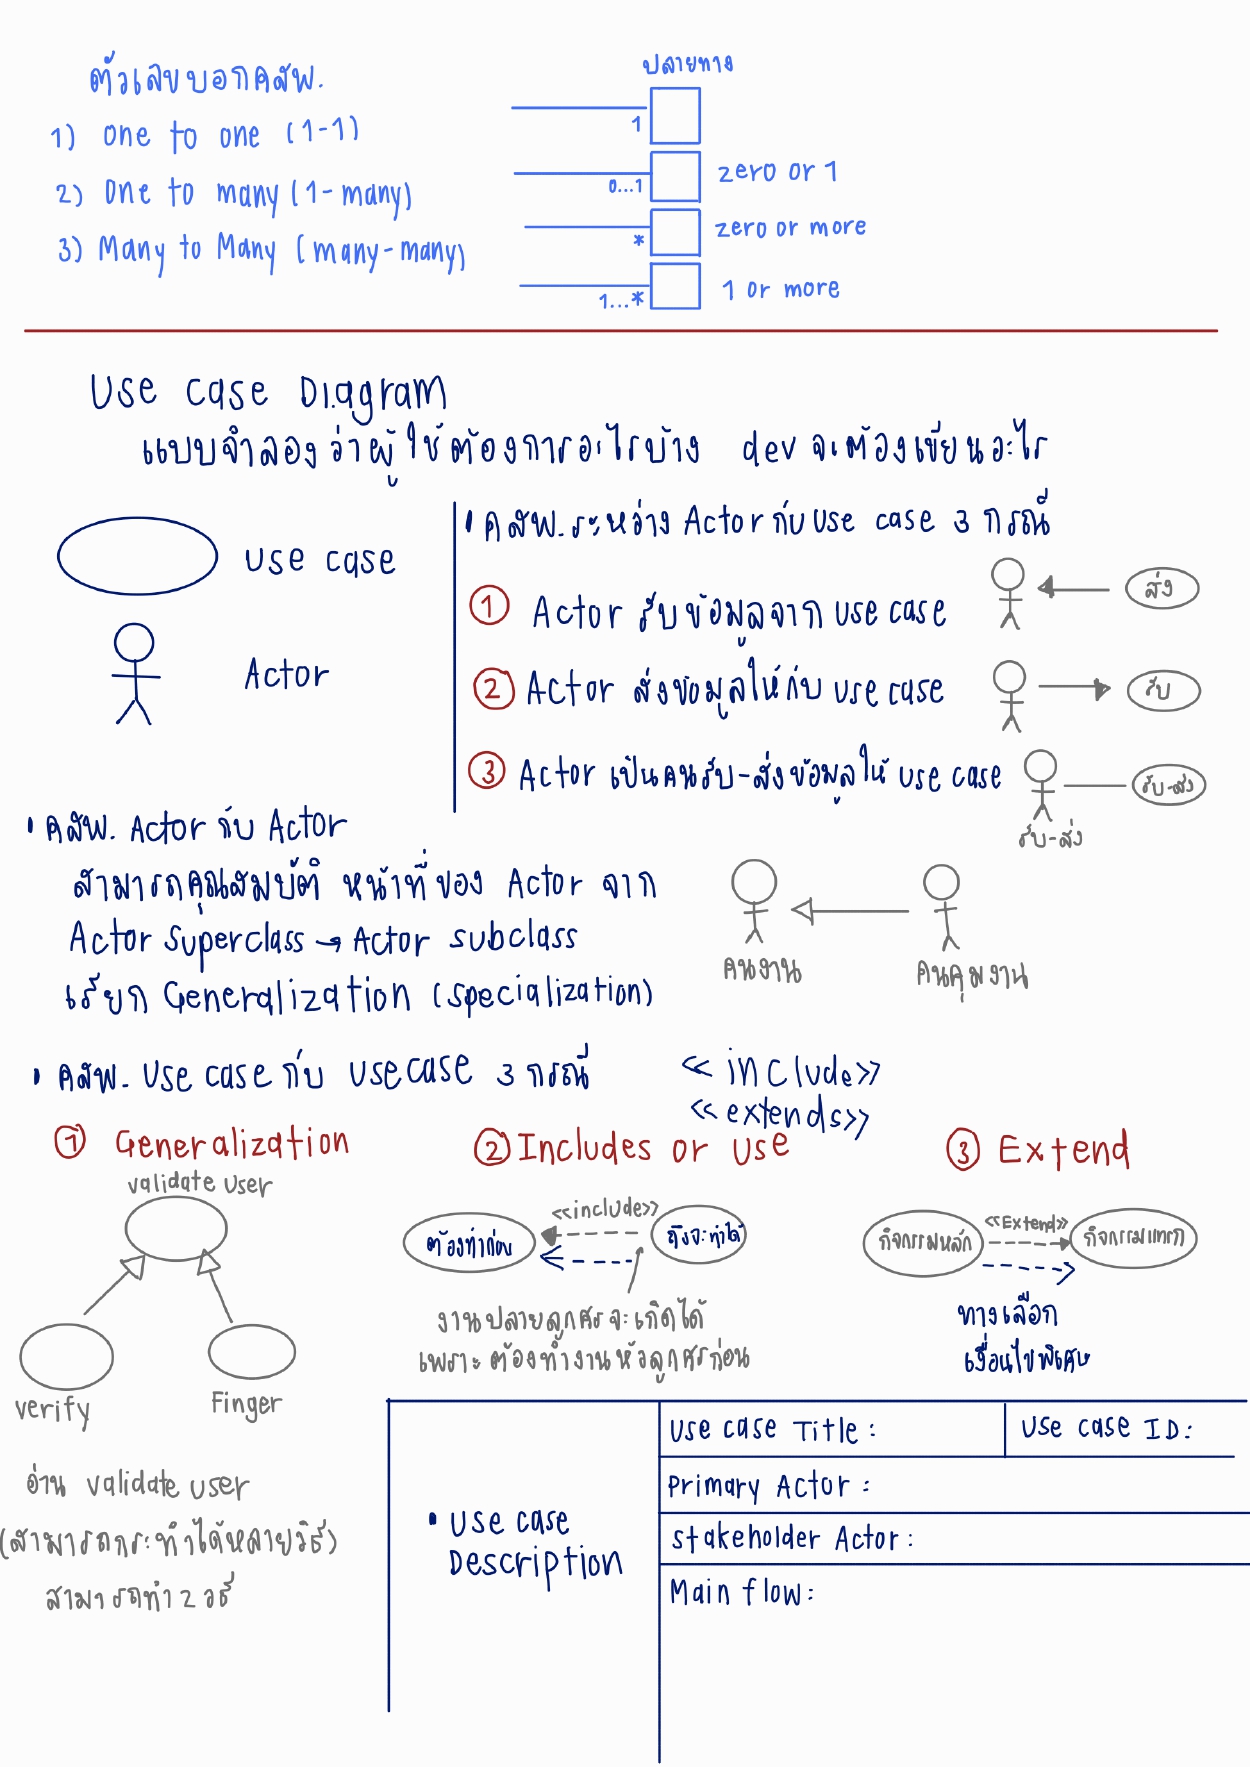 ตัวเลขบอกคสพ.
1) one to one (1-1)
2) One to many (1-many)
3) Many to Many (many-many)
ปลายทาง
1
0...1 zero or 1
* zero or more
1...* 1 or more
Use case Diagram
แบบจำลองว่าผู้ใช้ต้องการอะไรบ้าง dev จะต้องเขียนอะไร
use case
Actor
• คสพ. ระหว่าง Actor กับ use case 3 กรณี
① Actor รับข้อมูลจาก use case
ส่ง
② Actor ส่งข้อมูลให้กับ use case
รับ
③ Actor เป็นคนรับ-ส่งข้อมูลให้ use case
รับ-ส่ง
รับ-ส่ง
• คสพ. Actor กับ Actor
สามารถคุณสมบัติ หน้าที่ของ Actor จาก
Actor Superclass → Actor subclass
เรียก Generalization (specialization)
คนงาน
คนคุมงาน
• คสพ. Use case กับ usecase 3 กรณี
<< include >>
<< extends >>
① Generalization
validate user
verify
Finger
อ่าน validate user
(สามารถกระทำได้หลายวิธี)
สามารถทำ 2 วิธี
② Includes or use
<<include>>
ต้องทำก่อน
ถึงจะทำได้
งานปลายลูกศรจะเกิดได้
เพราะ ต้องทำงานหัวลูกศรก่อน
③ Extend
<<Extend>>
กิจกรรมหลัก
กิจกรรมแทรก
ทางเลือก
เงื่อนไขพิเศษ
• use case
Description
Use case Title :
Use case ID:
Primary Actor :
stakeholder Actor:
Main flow: